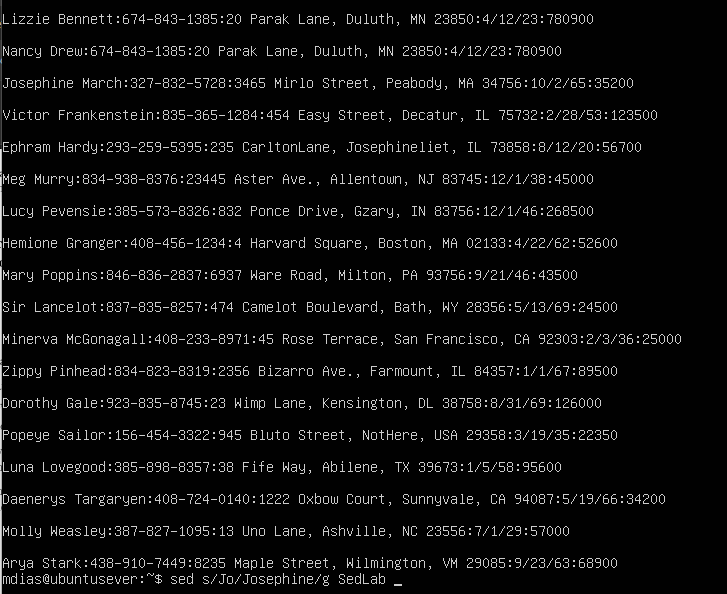 Lizzie Bennett:674-843-1385:20 Parak Lane, Duluth, MN 23850:4/12/23:780900
Nancy Drew:674-843-1385:20 Parak Lane, Duluth, MN 23850:4/12/23:780900
Josephine March:327-832-5728:3465 Mirlo Street, Peabody, MA 34756:10/2/65:35200
Victor Frankenstein:835-365-1284:454 Easy Street, Decatur, IL 75732:2/28/53:123500
Ephram Hardy:293-259-5395:235 CarltonLane, Josephineliet, IL 73858:8/12/20:56700
Meg Murry:834-938-8376:23445 Aster Ave., Allentown, NJ 83745:12/1/38:45000
Lucy Pevensie:385-573-8326:832 Ponce Drive, Gzary, IN 83756:12/1/46:268500
Hemione Granger:408-456-1234:4 Harvard Square, Boston, MA 02133:4/22/62:52600
Mary Poppins:846-836-2837:6937 Ware Road, Milton, PA 93756:9/21/46:43500
Sir Lancelot:837-835-8257:474 Camelot Boulevard, Bath, WY 28356:5/13/69:24500
Minerva McGonagall:408-233-8971:45 Rose Terrace, San Francisco, CA 92303:2/3/36:25000
Zippy Pinhead:834-823-8319:2356 Bizarro Ave., Farmount, IL 84357:1/1/67:89500
Dorothy Gale:923-835-8745:23 Wimp Lane, Kensington, DL 38758:8/31/69:126000
Popeye Sailor:156-454-3322:945 Bluto Street, NotHere, USA 29358:3/19/35:22350
Luna Lovegood:385-898-8357:38 Fife Way, Abilene, TX 39673:1/5/58:95600
Daenerys Targaryen:408-724-0140:1222 Oxbow Court, Sunnyvale, CA 94087:5/19/66:34200
Molly Weasley:387-827-1095:13 Uno Lane, Ashville, NC 23556:7/1/29:57000
Arya Stark:438-910-7449:8235 Maple Street, Wilmington, VM 29085:9/23/63:68900
mdias@ubuntusever:~$ sed s/Jo/Josephine/g SedLab _